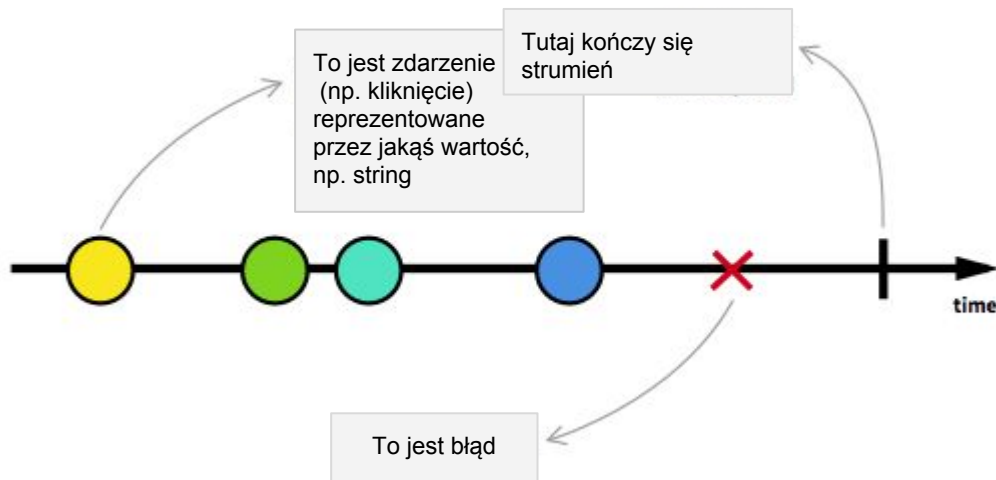 To jest zdarzenie
(np. kliknięcie)
reprezentowane
przez jakąś wartość,
np. string
Tutaj kończy się
strumień
time
To jest błąd